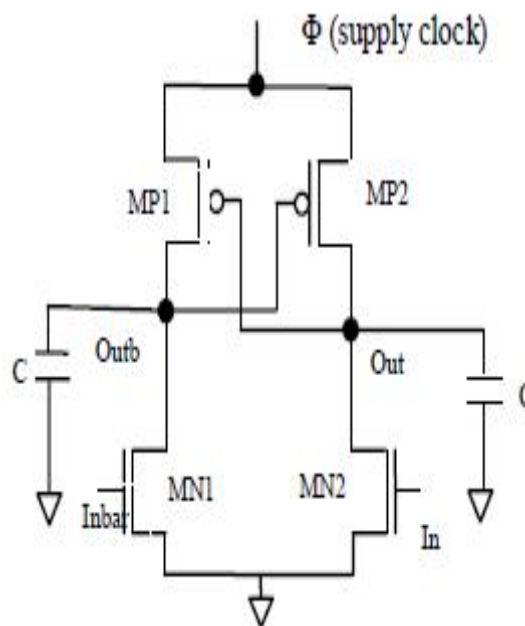 Φ (supply clock)
MP1
MP2
Outb
Out
C
C
MN1
MN2
Inbar
In